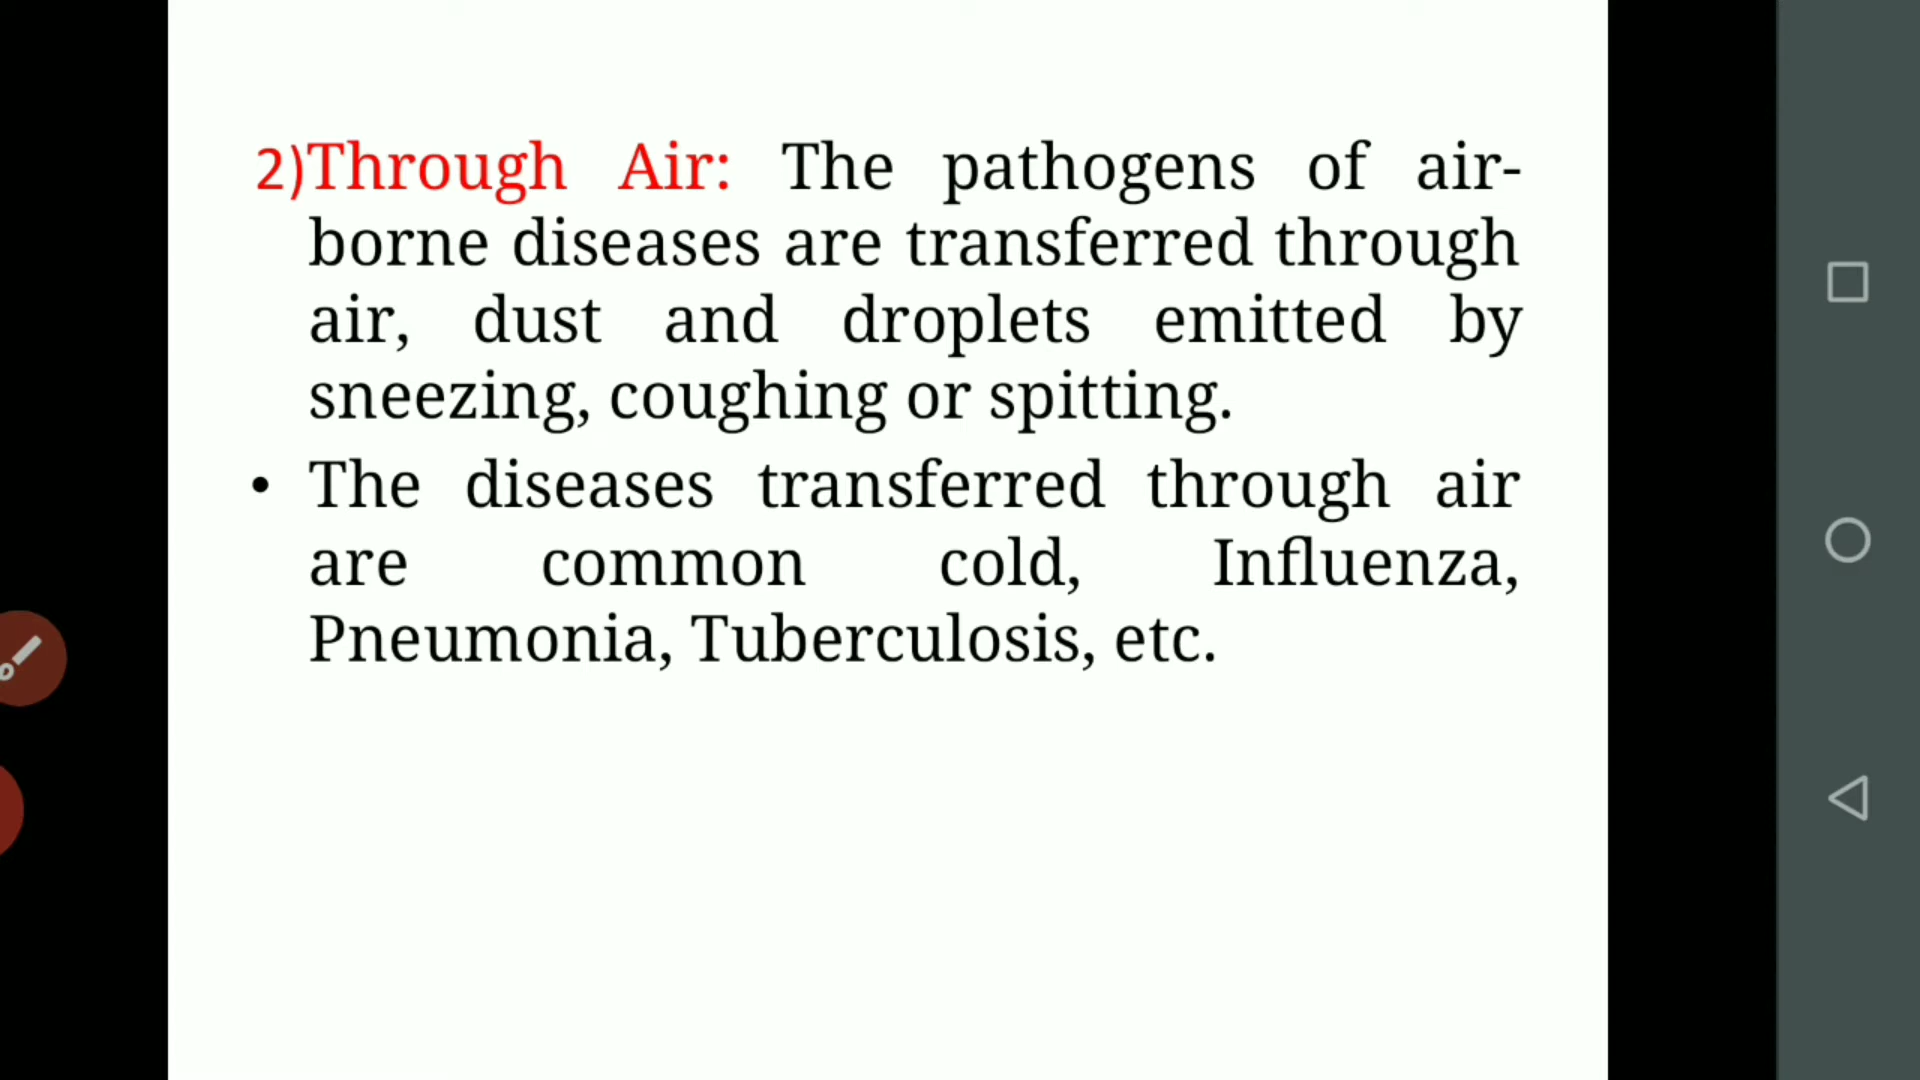 2)Through Air: The pathogens of air-
borne diseases are transferred through
air, dust and droplets emitted by
sneezing, coughing or spitting.
• The diseases transferred through air
are common cold, Influenza,
Pneumonia, Tuberculosis, etc.